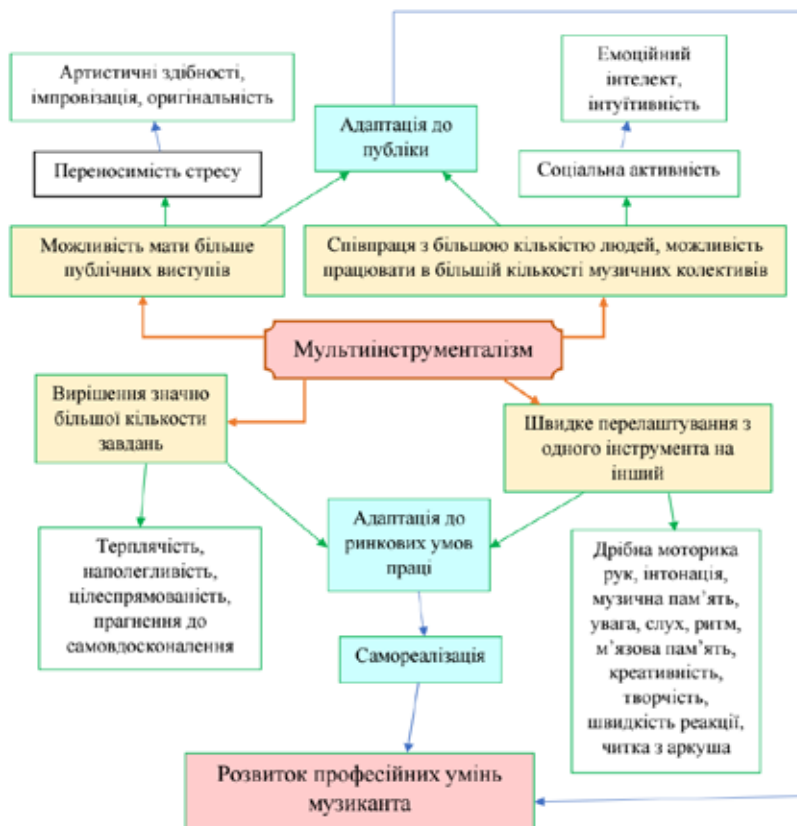 Артистичні здібності,
імпровізація, оригінальність
Емоційний
інтелект,
інтуїтивність
Адаптація до
публіки
Переносимість стресу
Соціальна активність
Можливість мати більше
публічних виступів
Співпраця з більшою кількістю людей, можливість
працювати в більшій кількості музичних колективів
Мультиінструменталізм
Вирішення значно
більшої кількости
завдань
Швидке перелаштування з
одного інструмента на
інший
Адаптація до
ринкових умов
праці
Терплячість,
наполегливість,
цілеспрямованість,
прагнення до
самовдосконалення
Дрібна моторика
рук, інтонація,
музична пам’ять,
увага, слух, ритм,
м’язова пам’ять,
креативність,
творчість,
швидкість реакції,
читка з аркуша
Самореалізація
Розвиток професійних умінь
музиканта